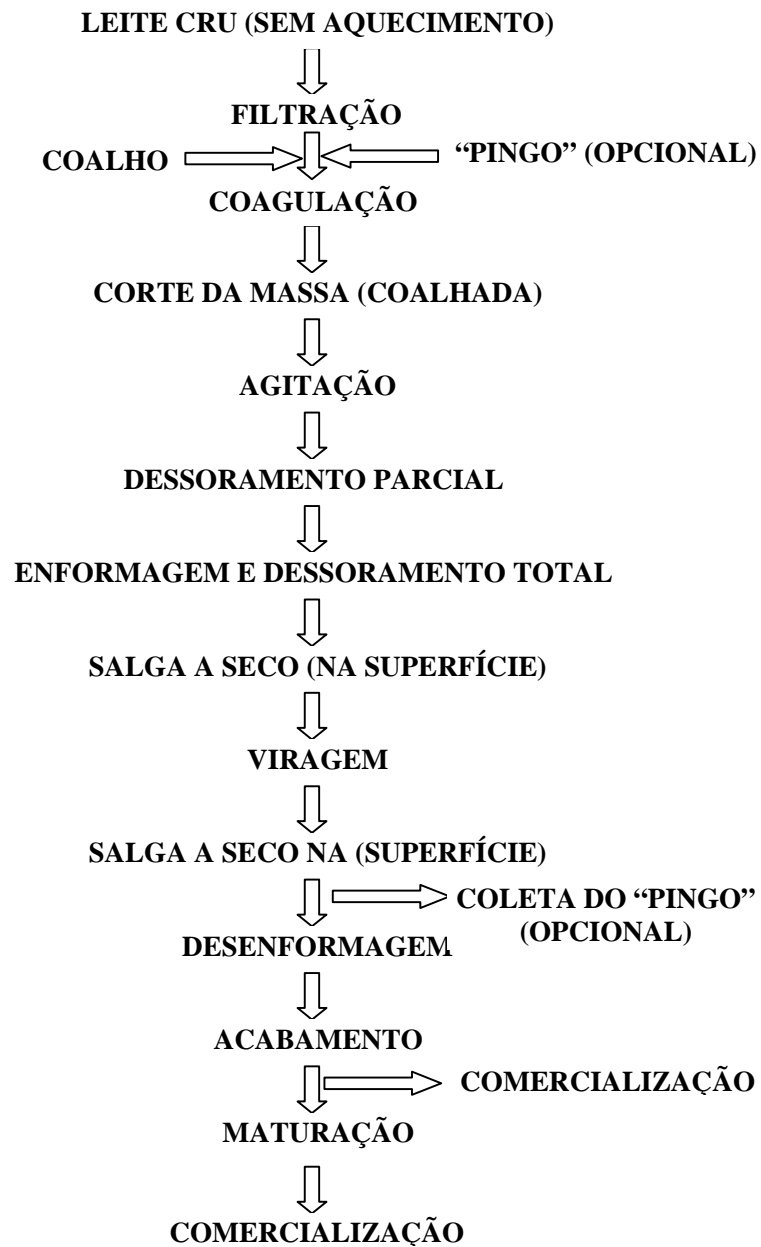 LEITE CRU (SEM AQUECIMENTO)
FILTRAÇÃO
COALHO
“PINGO” (OPCIONAL)
COAGULAÇÃO
CORTE DA MASSA (COALHADA)
AGITAÇÃO
DESSORAMENTO PARCIAL
ENFORMAGEM E DESSORAMENTO TOTAL
SALGA A SECO (NA SUPERFÍCIE)
VIRAGEM
SALGA A SECO NA (SUPERFÍCIE)
COLETA DO “PINGO”
(OPCIONAL)
DESENFORMAGEM
ACABAMENTO
COMERCIALIZAÇÃO
MATURAÇÃO
COMERCIALIZAÇÃO